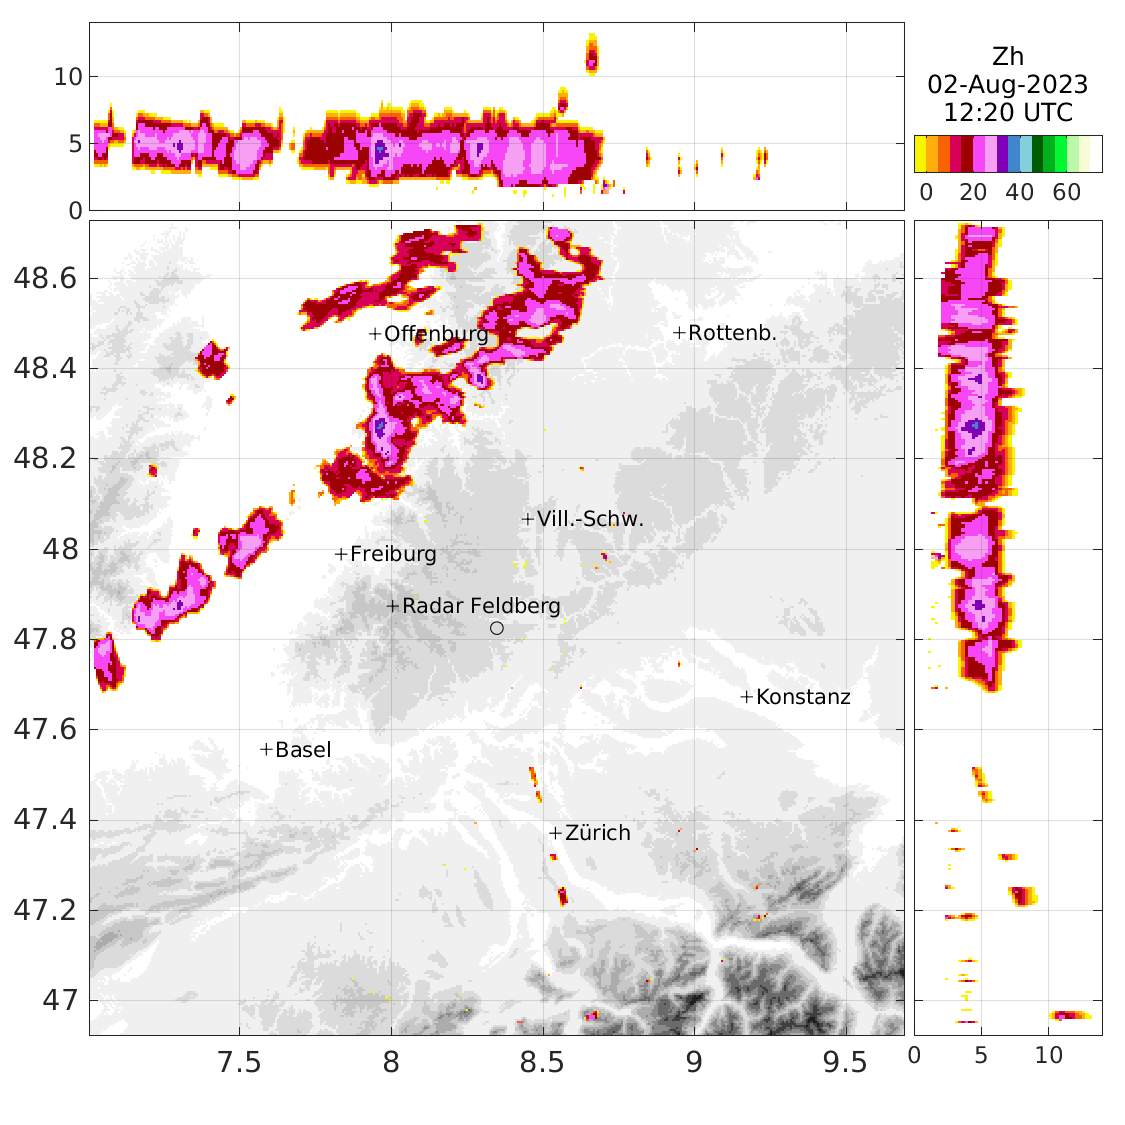 10
5
0
Zh
02-Aug-2023
12:20 UTC
0 20 40 60
48.6
48.4
48.2
48
47.8
47.6
47.4
47.2
47
Offenburg
Rottenb.
Vill.-Schw.
Freiburg
Radar Feldberg
Konstanz
Basel
Zürich
7.5 8 8.5 9 9.5
0 5 10